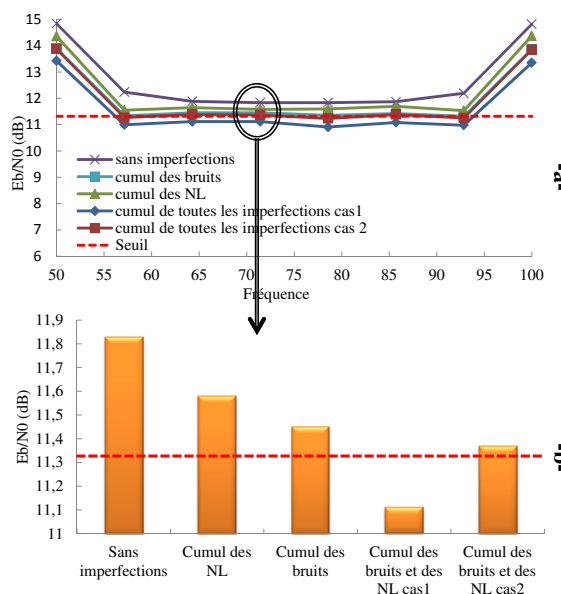 15
14
13
12
11
10
9
8
7
6
Eb/N0 (dB)
sans imperfections
cumul des bruits
cumul des NL
cumul de toutes les imperfections cas1
cumul de toutes les imperfections cas 2
Seuil
50 55 60 65 70 75 80 85 90 95 100
Fréquence
-a-
11,9
11,8
11,7
11,6
11,5
11,4
11,3
11,2
11,1
11
Eb/N0 (dB)
Sans
imperfections
Cumul des
NL
Cumul des
bruits
Cumul des
bruits et des
NL cas1
Cumul des
bruits et des
NL cas2